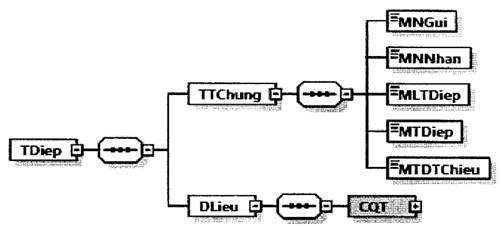 MNGui
MNNhan
TTChung
MLTDiep
MTDiep
TDiep
MTDTChieu
DLieu
CQT